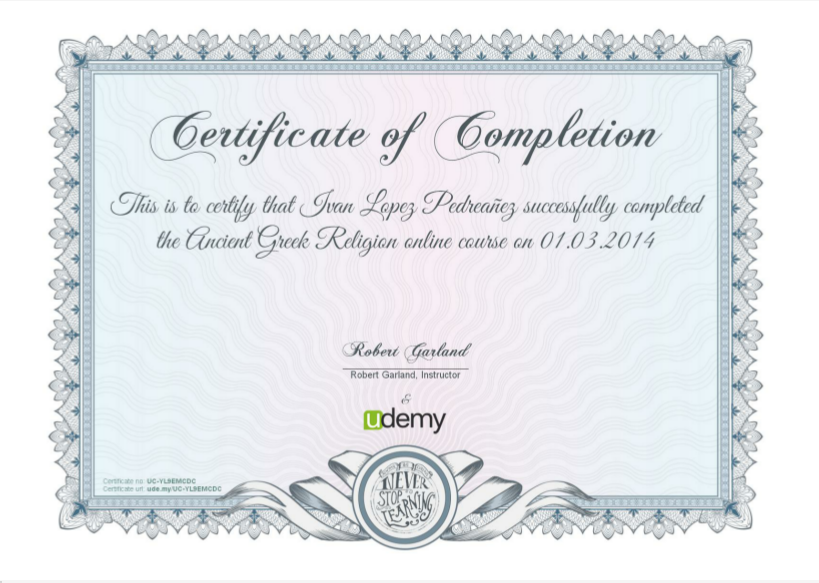 Certificate of Completion
This is to certify that Ivan Lopez Pedreañez successfully completed
the Ancient Greek Religion online course on 01.03.2014
Robert Garland
Robert Garland, Instructor
&
udemy
Certificate no: UC-YL9EMCDC
Certificate url: ude.my/UC-YL9EMCDC
NEVER
STOP
LEARNING